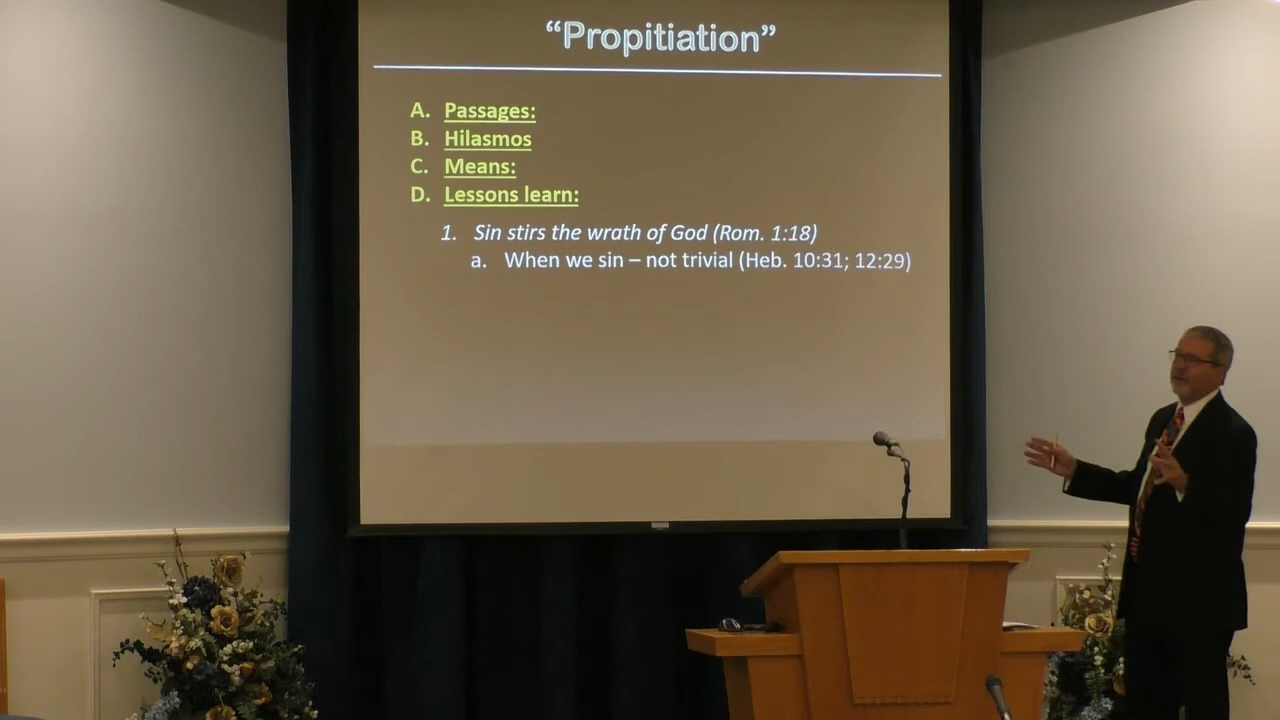 “Propitiation”
A. Passages:
B. Hilasmos
C. Means:
D. Lessons learn:
1. Sin stirs the wrath of God (Rom. 1:18)
a. When we sin – not trivial (Heb. 10:31; 12:29)